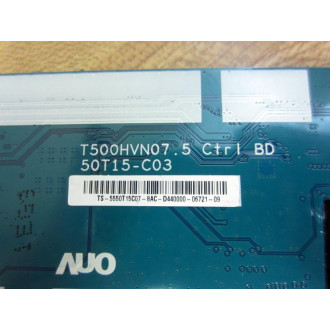 T500HVN07.5 Ctrl BD
50T15-C03
TS-5550T15C07-8AC-D440000-06721-09
AUO